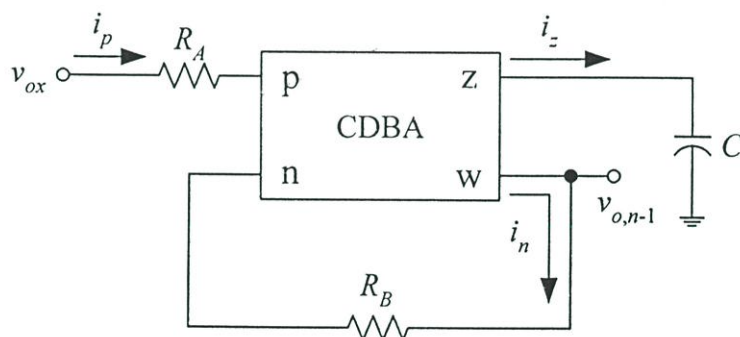 i_p
R_A
i_z
v_ox
p
z
CDBA
C
n
w
v_o,n-1
i_n
R_B